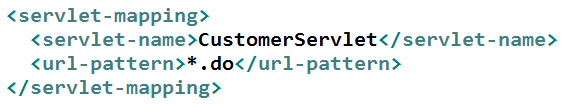 <servlet-mapping>
  <servlet-name>CustomerServlet</servlet-name>
  <url-pattern>*.do</url-pattern>
</servlet-mapping>